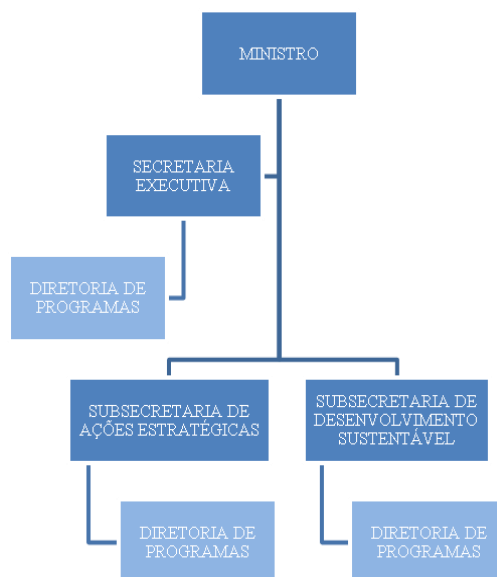 MINISTRO
SECRETARIA
EXECUTIVA
DIRETORIA DE
PROGRAMAS
SUBSECRETARIA DE
AÇÕES ESTRATÉGICAS
SUBSECRETARIA DE
DESENVOLVIMENTO
SUSTENTÁVEL
DIRETORIA DE
PROGRAMAS
DIRETORIA DE
PROGRAMAS